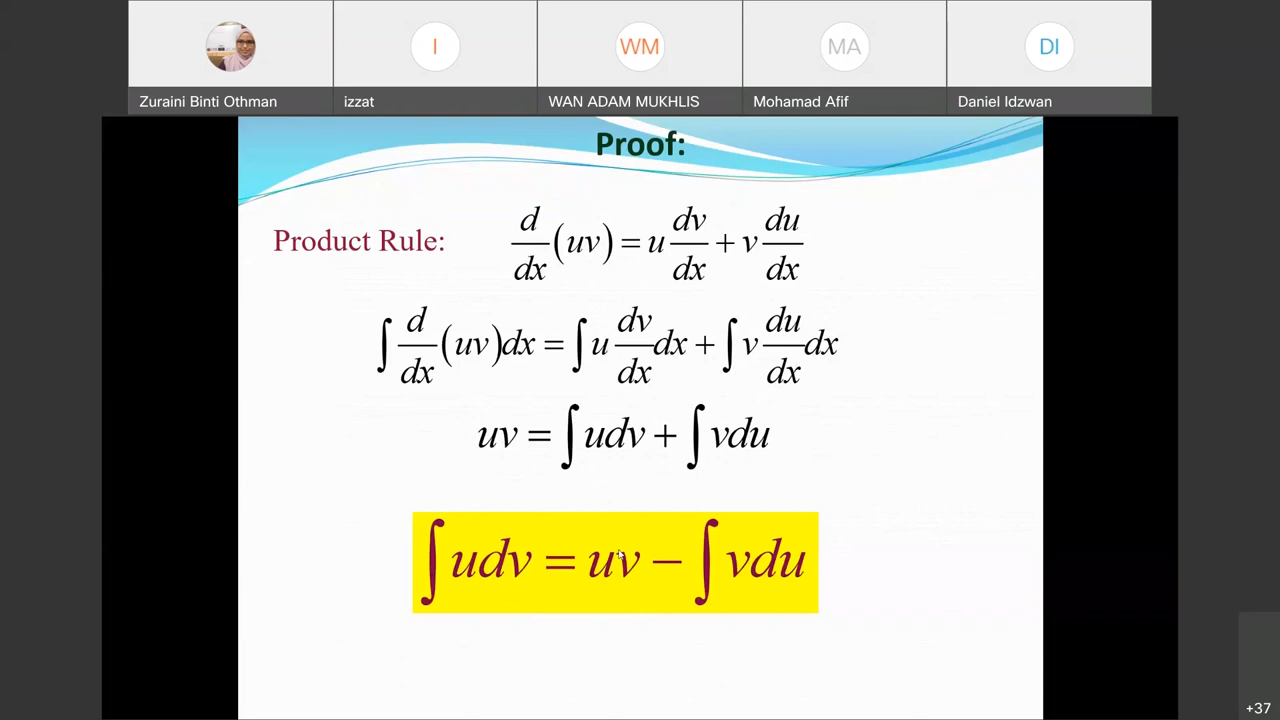 I WM MA DI
Zuraini Binti Othman izzat WAN ADAM MUKHLIS Mohamad Afif Daniel Idzwan
Proof:
Product Rule: d/dx (uv) = u dv/dx + v du/dx
∫ d/dx (uv)dx = ∫ u dv/dx dx + ∫ v du/dx dx
uv = ∫ udv + ∫ vdu
∫ udv = uv − ∫ vdu
+37